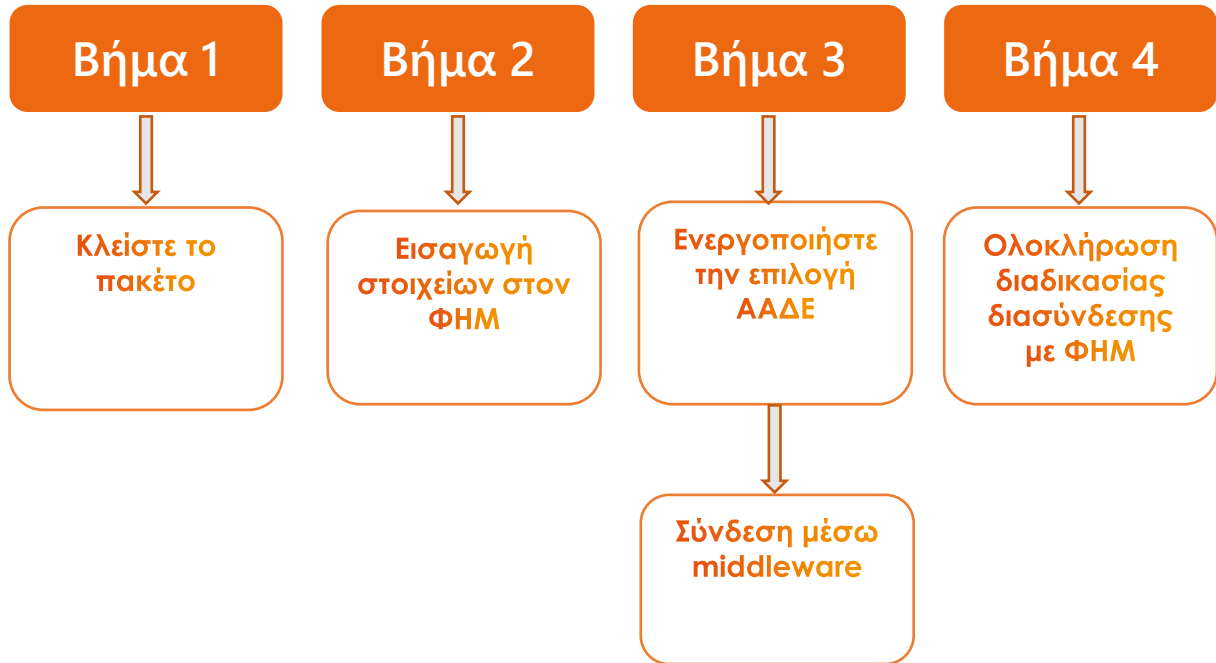 Βήμα 1
Βήμα 2
Βήμα 3
Βήμα 4
Κλείστε το
πακέτο
Εισαγωγή
στοιχείων στον
ΦΗΜ
Ενεργοποιήστε
την επιλογή
ΑΑΔΕ
Ολοκλήρωση
διαδικασίας
διασύνδεσης
με ΦΗΜ
Σύνδεση μέσω
middleware